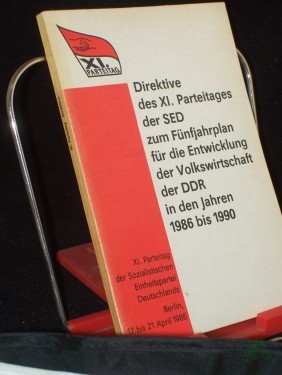 XI.
PARTEITAG
Direktive
des XI. Parteitages
der SED
zum Fünfjahrplan
für die Entwicklung
der Volkswirtschaft
der DDR
in den Jahren
1986 bis 1990
XI. Parteitag
der Sozialistischen
Einheitspartei
Deutschlands
Berlin,
17. bis 21. April 1986